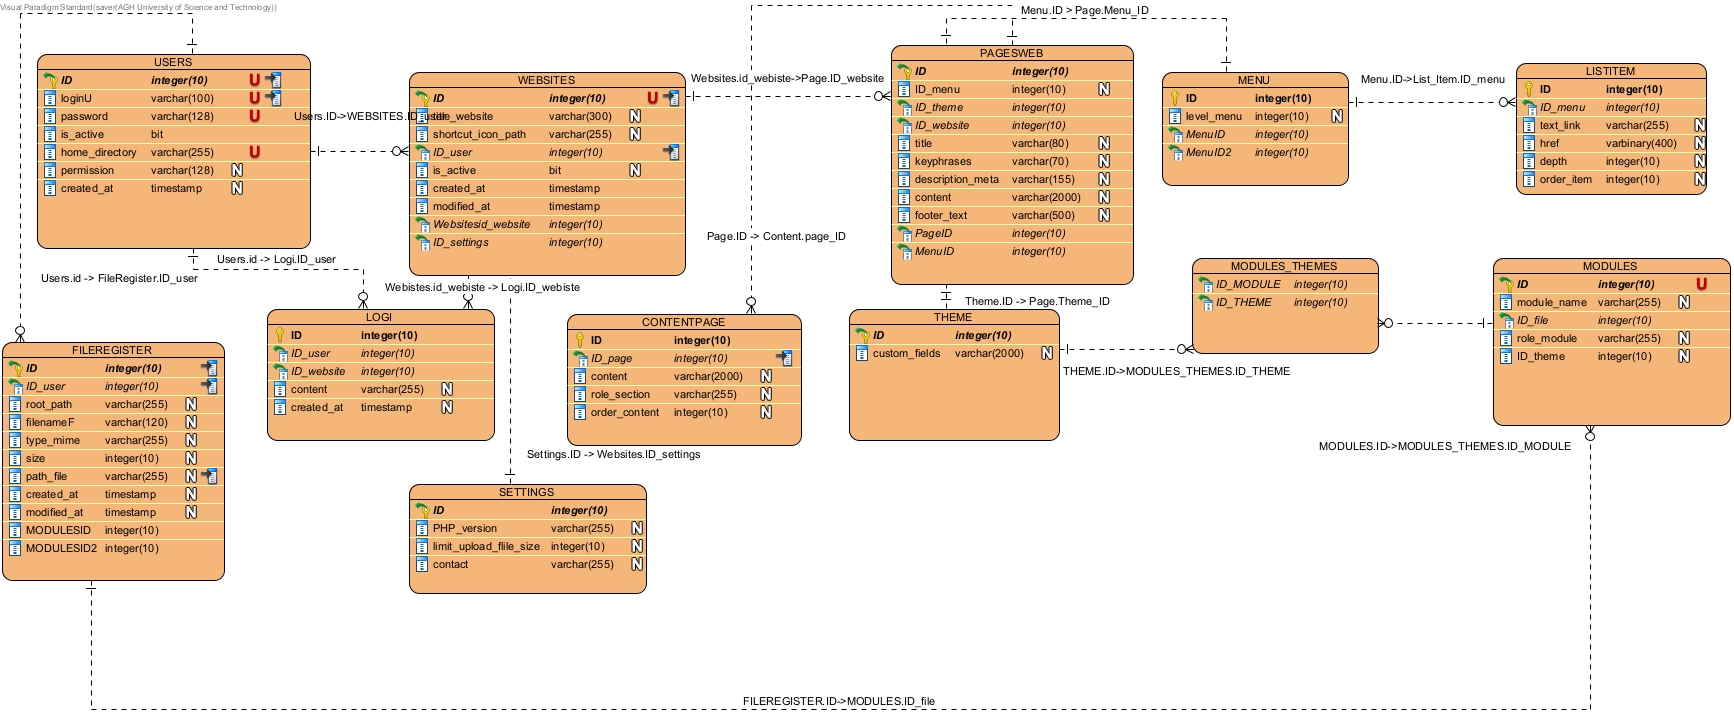 Visual Paradigm Standard(saver(AGH University of Science and Technology))
USERS
ID integer(10) U
loginU varchar(100) U
password varchar(128) U
is_active bit
home_directory varchar(255) U
permission varchar(128) N
created_at timestamp N
Users.ID->WEBSITES.ID_user
WEBSITES
ID integer(10) U
title_website varchar(300) N
shortcut_icon_path varchar(255) N
ID_user integer(10)
is_active bit N
created_at timestamp
modified_at timestamp
Websitesid_website integer(10)
ID_settings integer(10)
Websites.id_webiste->Page.ID_website
Menu.ID > Page.Menu_ID
PAGESWEB
ID integer(10)
ID_menu integer(10) N
ID_theme integer(10)
ID_website integer(10)
title varchar(80) N
keyphrases varchar(70) N
description_meta varchar(155) N
content varchar(2000) N
footer_text varchar(500) N
PageID integer(10)
MenuID integer(10)
MENU
ID integer(10)
level_menu integer(10) N
MenuID integer(10)
MenuID2 integer(10)
Menu.ID->List_Item.ID_menu
LISTITEM
ID integer(10)
ID_menu integer(10)
text_link varchar(255) N
href varbinary(400) N
depth integer(10) N
order_item integer(10) N
Page.ID -> Content.page_ID
Users.id -> Logi.ID_user
Users.id -> FileRegister.ID_user
Webistes.id_webiste -> Logi.ID_webiste
Theme.ID -> Page.Theme_ID
MODULES_THEMES
ID_MODULE integer(10)
ID_THEME integer(10)
MODULES
ID integer(10) U
module_name varchar(255) N
ID_file integer(10)
role_module varchar(255) N
ID_theme integer(10) N
FILEREGISTER
ID integer(10)
ID_user integer(10)
root_path varchar(255) N
filenameF varchar(120) N
type_mime varchar(255) N
size integer(10) N
path_file varchar(255) N
created_at timestamp N
modified_at timestamp N
MODULESID integer(10)
MODULESID2 integer(10)
LOGI
ID integer(10)
ID_user integer(10)
ID_website integer(10)
content varchar(255) N
created_at timestamp N
CONTENTPAGE
ID integer(10)
ID_page integer(10)
content varchar(2000) N
role_section varchar(255) N
order_content integer(10) N
THEME
ID integer(10)
custom_fields varchar(2000) N
THEME.ID->MODULES_THEMES.ID_THEME
MODULES.ID->MODULES_THEMES.ID_MODULE
Settings.ID -> Websites.ID_settings
SETTINGS
ID integer(10)
PHP_version varchar(255) N
limit_upload_flile_size integer(10) N
contact varchar(255) N
FILEREGISTER.ID->MODULES.ID_file